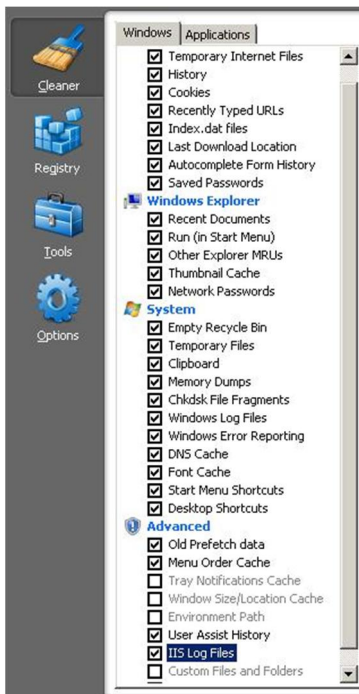 Windows Applications
Cleaner
Registry
Tools
Options
Temporary Internet Files
History
Cookies
Recently Typed URLs
Index.dat files
Last Download Location
Autocomplete Form History
Saved Passwords
Windows Explorer
Recent Documents
Run (in Start Menu)
Other Explorer MRUs
Thumbnail Cache
Network Passwords
System
Empty Recycle Bin
Temporary Files
Clipboard
Memory Dumps
Chkdsk File Fragments
Windows Log Files
Windows Error Reporting
DNS Cache
Font Cache
Start Menu Shortcuts
Desktop Shortcuts
Advanced
Old Prefetch data
Menu Order Cache
Tray Notifications Cache
Window Size/Location Cache
Environment Path
User Assist History
IIS Log Files
Custom Files and Folders